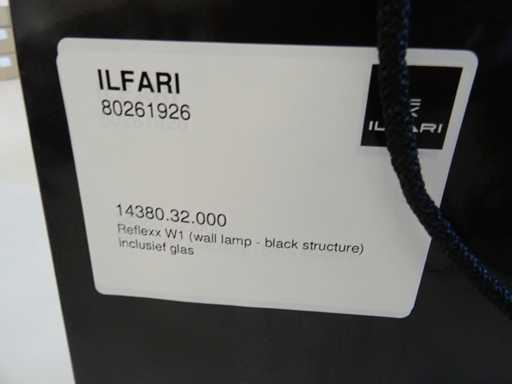 ILFARI
80261926
ILFARI
14380.32.000
Reflexx W1 (wall lamp - black structure)
inclusief glas